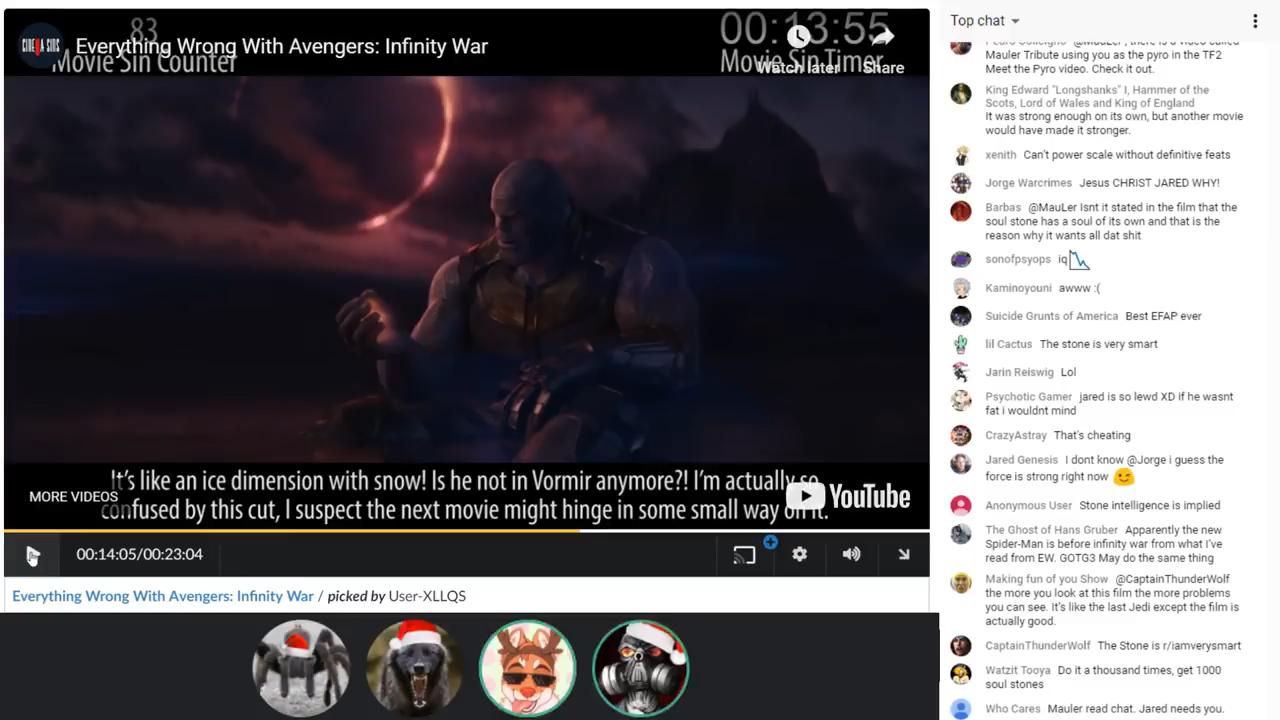 83
00:13:55
CINEMA SINS
Everything Wrong With Avengers: Infinity War
Movie Sin Counter
Movie Sin Timer
Watch later
Share
It's like an ice dimension with snow! Is he not in Vormir anymore?! I'm actually so
confused by this cut, I suspect the next movie might hinge in some small way on it.
MORE VIDEOS
YouTube
00:14:05/00:23:04
Everything Wrong With Avengers: Infinity War / picked by User-XLLQS
Top chat
Mauler Tribute using you as the pyro in the TF2
Meet the Pyro video. Check it out.
King Edward "Longshanks" I, Hammer of the
Scots, Lord of Wales and King of England
It was strong enough on its own, but another movie
would have made it stronger.
xenith Can't power scale without definitive feats
Jorge Warcrimes Jesus CHRIST JARED WHY!
Barbas @MauLer Isnt it stated in the film that the
soul stone has a soul of its own and that is the
reason why it wants all dat shit
sonofpsyops iq
Kaminoyouni awww :(
Suicide Grunts of America Best EFAP ever
lil Cactus The stone is very smart
Jarin Reiswig Lol
Psychotic Gamer jared is so lewd XD if he wasnt
fat i wouldnt mind
CrazyAstray That's cheating
Jared Genesis I dont know @Jorge i guess the
force is strong right now
Anonymous User Stone intelligence is implied
The Ghost of Hans Gruber Apparently the new
Spider-Man is before infinity war from what I've
read from EW. GOTG3 May do the same thing
Making fun of you Show @CaptainThunderWolf
the more you look at this film the more problems
you can see. It's like the last Jedi except the film is
actually good.
CaptainThunderWolf The Stone is r/iamverysmart
Watzit Tooya Do it a thousand times, get 1000
soul stones
Who Cares Mauler read chat. Jared needs you.